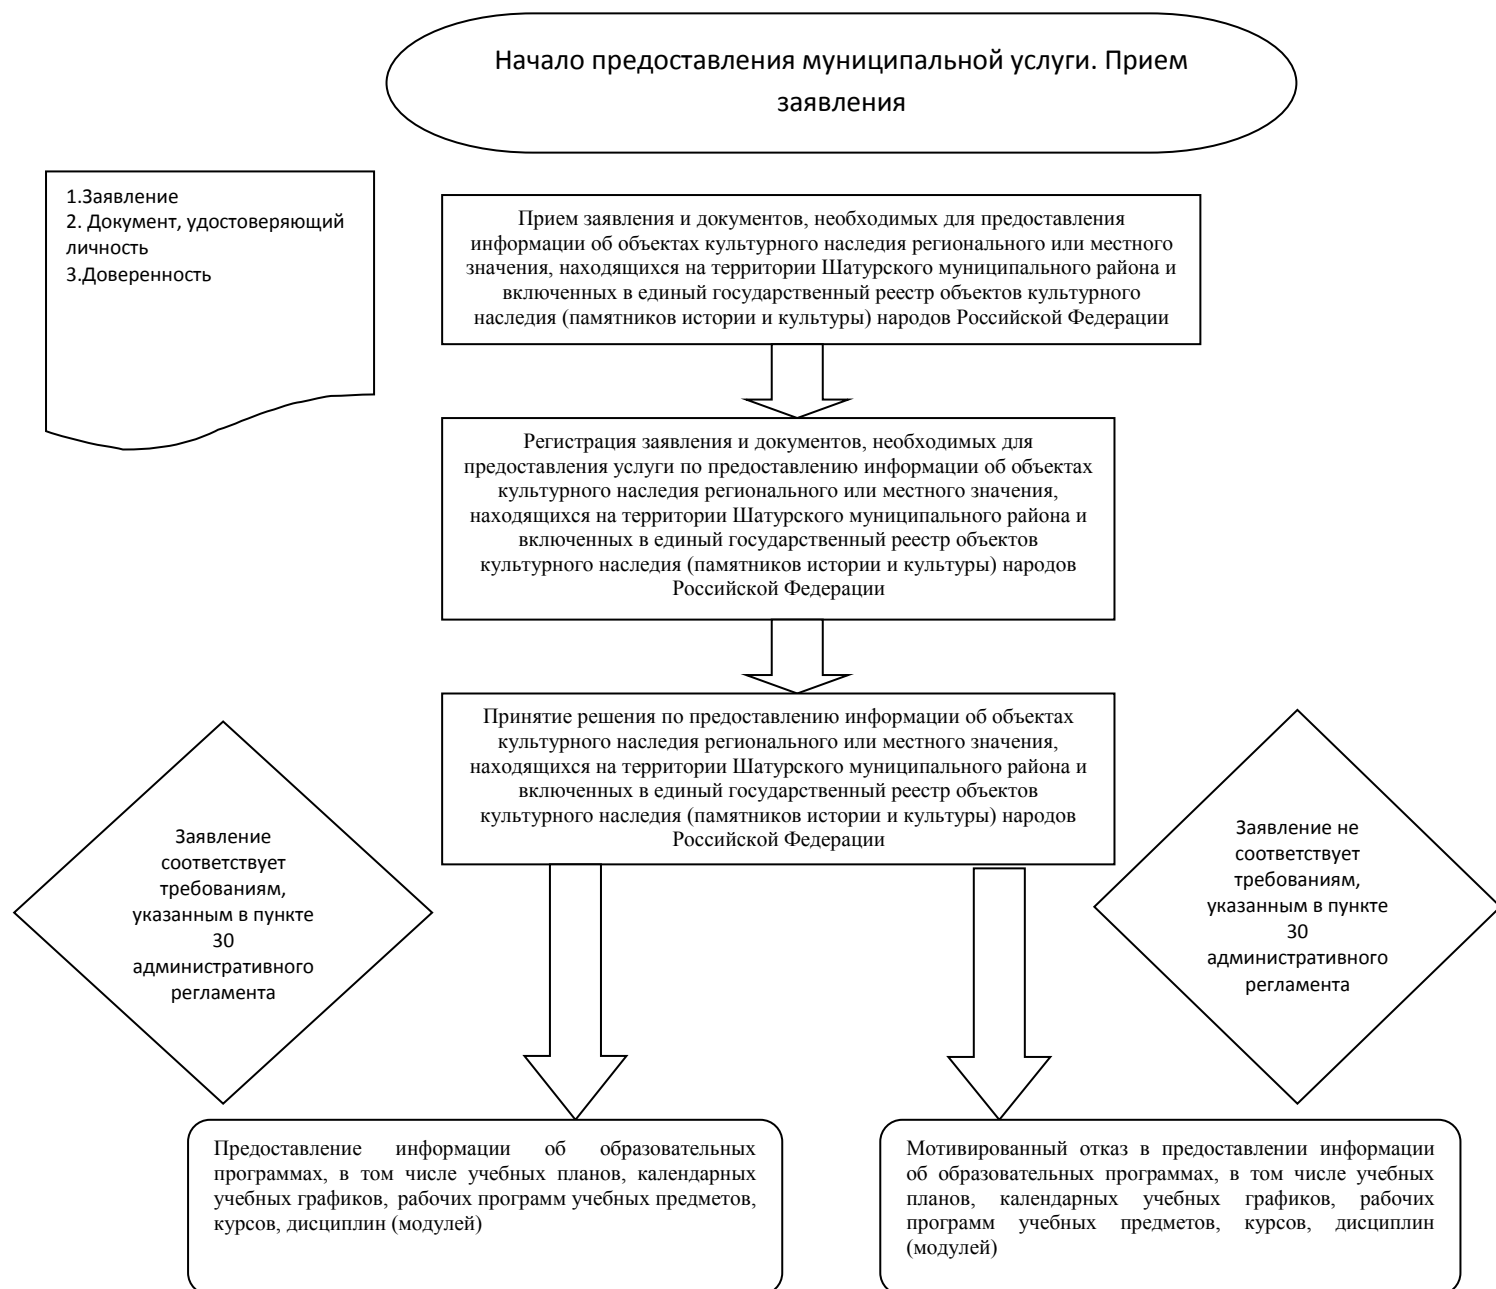 Начало предоставления муниципальной услуги. Прием
заявления
1.Заявление
2. Документ, удостоверяющий
личность
3.Доверенность
Прием заявления и документов, необходимых для предоставления
информации об объектах культурного наследия регионального или местного
значения, находящихся на территории Шатурского муниципального района и
включенных в единый государственный реестр объектов культурного
наследия (памятников истории и культуры) народов Российской Федерации
Регистрация заявления и документов, необходимых для
предоставления услуги по предоставлению информации об объектах
культурного наследия регионального или местного значения,
находящихся на территории Шатурского муниципального района и
включенных в единый государственный реестр объектов
культурного наследия (памятников истории и культуры) народов
Российской Федерации
Принятие решения по предоставлению информации об объектах
культурного наследия регионального или местного значения,
находящихся на территории Шатурского муниципального района и
включенных в единый государственный реестр объектов
культурного наследия (памятников истории и культуры) народов
Российской Федерации
Заявление
соответствует
требованиям,
указанным в пункте
30
административного
регламента
Заявление не
соответствует
требованиям,
указанным в пункте
30
административного
регламента
Предоставление информации об образовательных
программах, в том числе учебных планов, календарных
учебных графиков, рабочих программ учебных предметов,
курсов, дисциплин (модулей)
Мотивированный отказ в предоставлении информации
об образовательных программах, в том числе учебных
планов, календарных учебных графиков, рабочих
программ учебных предметов, курсов, дисциплин
(модулей)